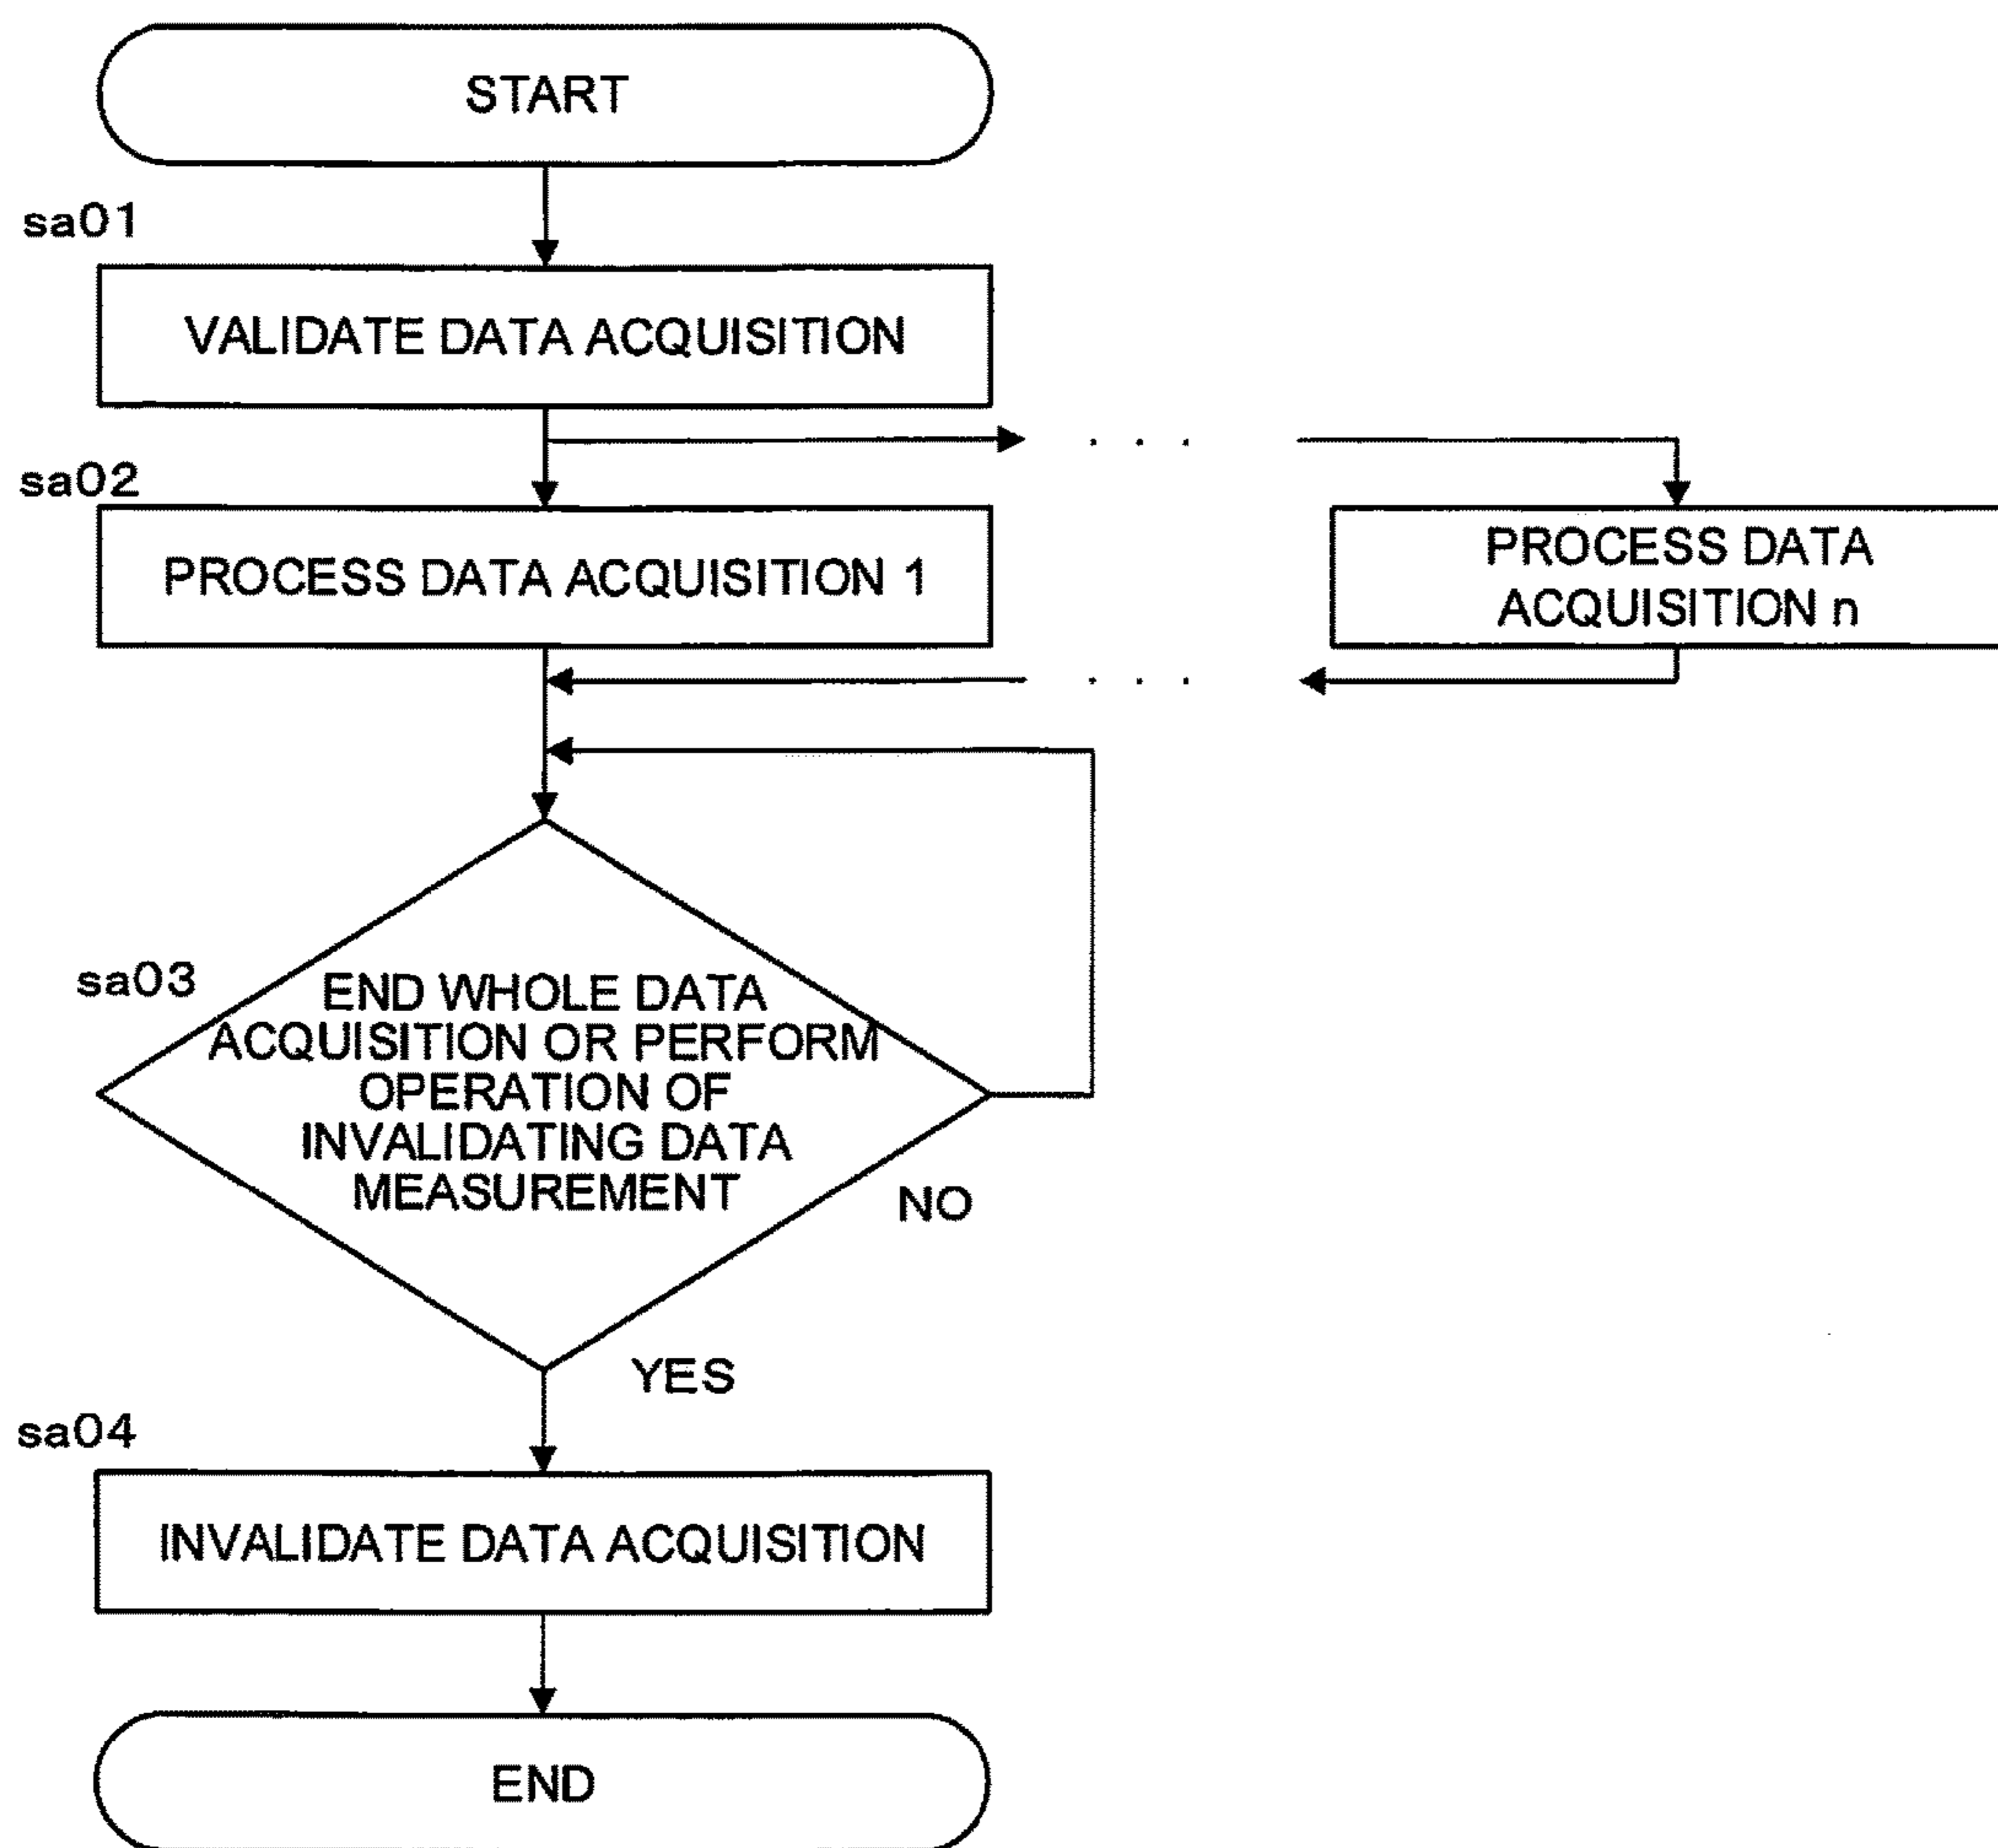 START
sa01
VALIDATE DATA ACQUISITION
. . .
sa02
PROCESS DATA ACQUISITION 1
PROCESS DATA
ACQUISITION n
. . .
sa03
END WHOLE DATA
ACQUISITION OR PERFORM
OPERATION OF
INVALIDATING DATA
MEASUREMENT
NO
YES
sa04
INVALIDATE DATA ACQUISITION
END